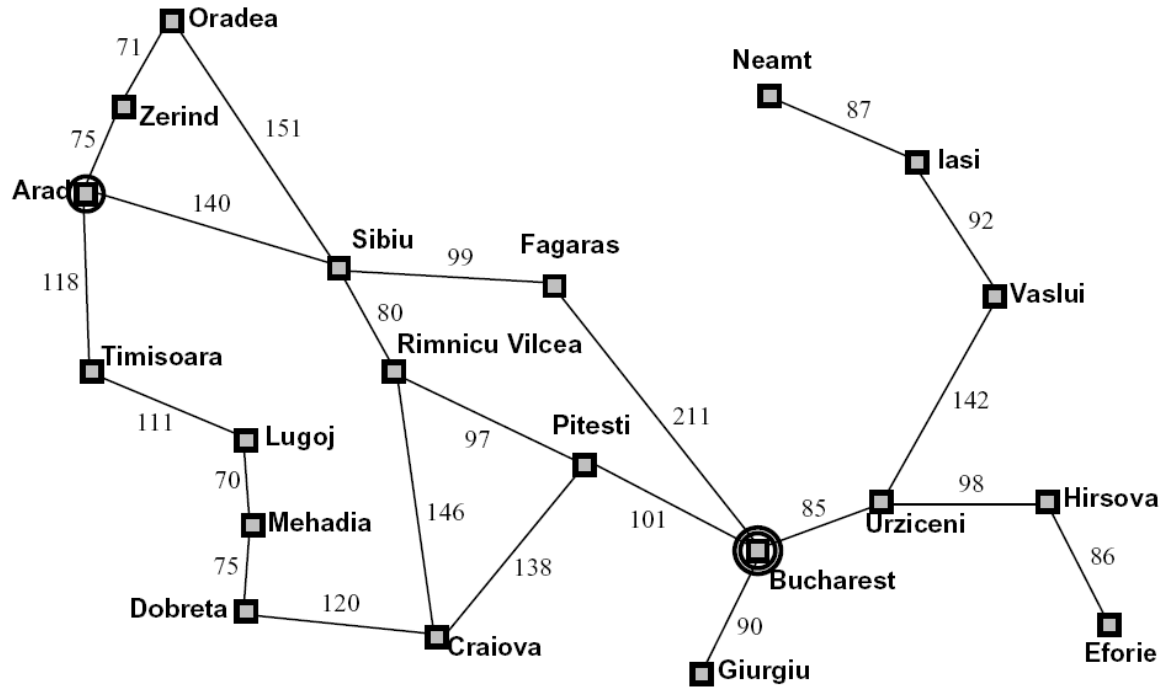 Oradea
71
Neamt
Zerind
87
75
151
Iasi
Arad
140
92
Sibiu
Fagaras
99
118
Vaslui
80
Rimnicu Vilcea
Timisoara
142
111
211
Pitesti
Lugoj
97
70
98
Hirsova
146
101
85
Urziceni
Mehadia
86
75
138
Bucharest
Dobreta
120
90
Craiova
Eforie
Giurgiu